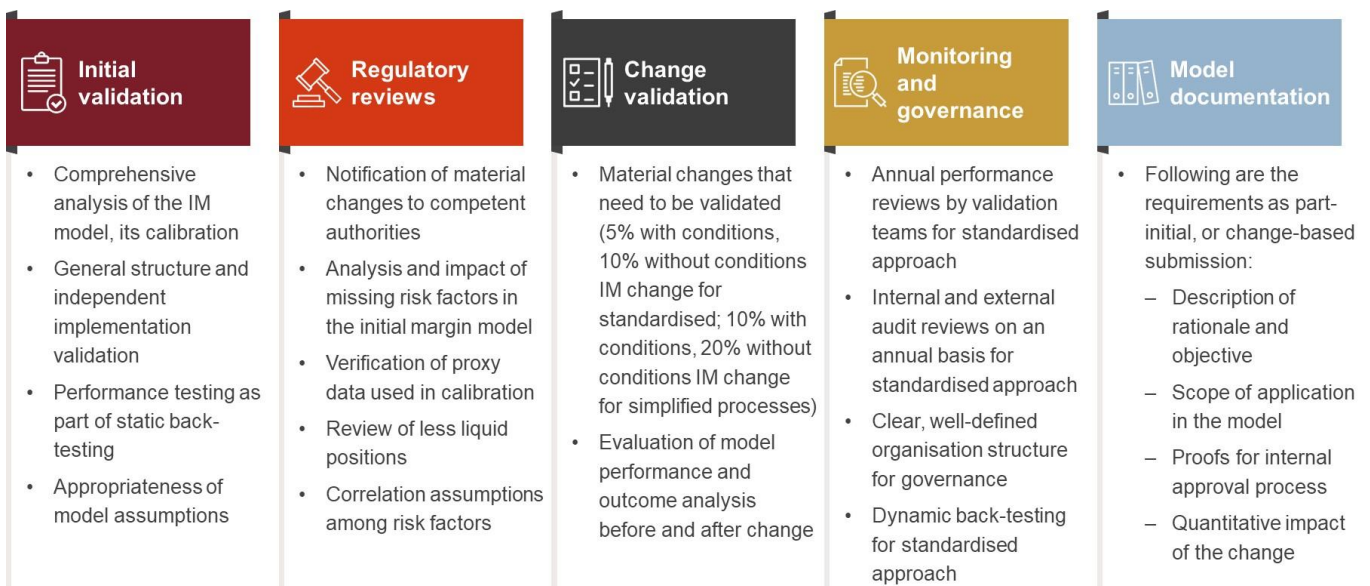 Initial
validation
• Comprehensive
analysis of the IM
model, its calibration
• General structure and
independent
implementation
validation
• Performance testing as
part of static back-
testing
• Appropriateness of
model assumptions
Regulatory
reviews
• Notification of material
changes to competent
authorities
• Analysis and impact of
missing risk factors in
the initial margin model
• Verification of proxy
data used in calibration
• Review of less liquid
positions
• Correlation assumptions
among risk factors
Change
validation
• Material changes that
need to be validated
(5% with conditions,
10% without conditions
IM change for
standardised; 10% with
conditions, 20% without
conditions IM change
for simplified processes)
• Evaluation of model
performance and
outcome analysis
before and after change
Monitoring
and
governance
• Annual performance
reviews by validation
teams for standardised
approach
• Internal and external
audit reviews on an
annual basis for
standardised approach
• Clear, well-defined
organisation structure
for governance
• Dynamic back-testing
for standardised
approach
Model
documentation
• Following are the
requirements as part-
initial, or change-based
submission:
– Description of
rationale and
objective
– Scope of application
in the model
– Proofs for internal
approval process
– Quantitative impact
of the change